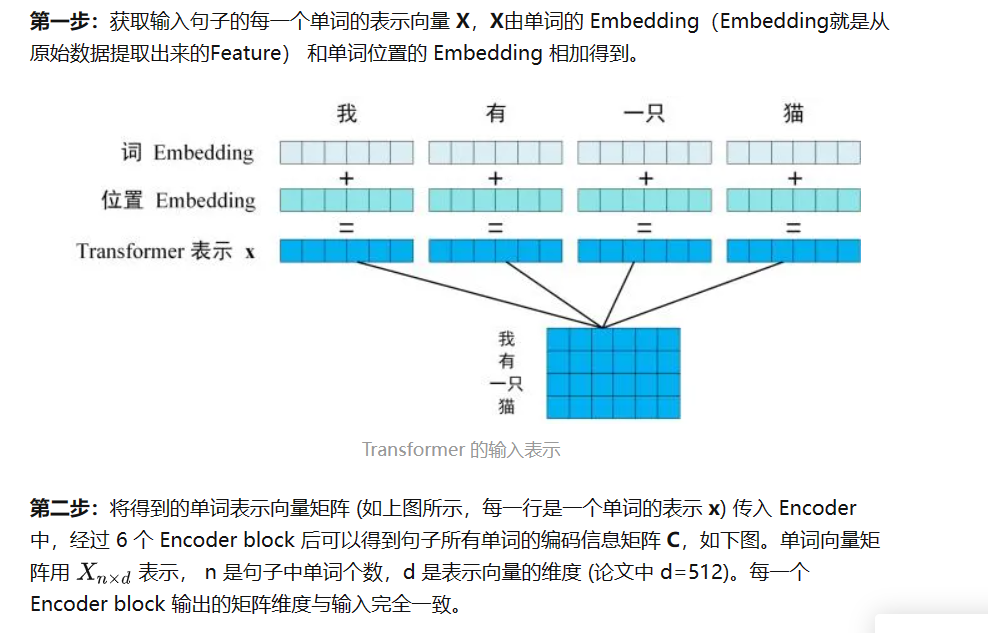 第一步：获取输入句子的每一个单词的表示向量 X，X由单词的 Embedding（Embedding就是从
原始数据提取出来的Feature） 和单词位置的 Embedding 相加得到。
我 有 一只 猫
词 Embedding
+ + + +
位置 Embedding
= = = =
Transformer 表示 x
我
有
一只
猫
Transformer 的输入表示
第二步：将得到的单词表示向量矩阵 (如上图所示，每一行是一个单词的表示 x) 传入 Encoder
中，经过 6 个 Encoder block 后可以得到句子所有单词的编码信息矩阵 C，如下图。单词向量矩
阵用 Xn×d 表示， n 是句子中单词个数，d 是表示向量的维度 (论文中 d=512)。每一个
Encoder block 输出的矩阵维度与输入完全一致。